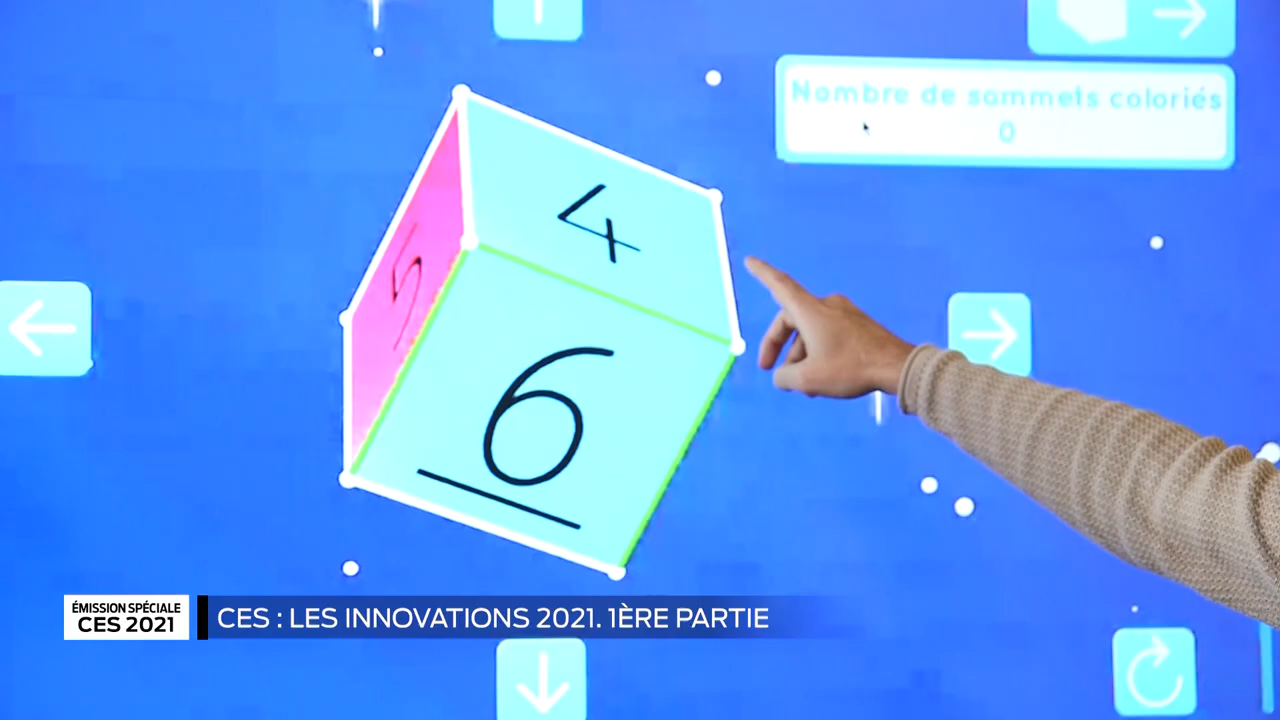 Nombre de sommets coloriés
0
4
5
6
ÉMISSION SPÉCIALE
CES 2021
CES : LES INNOVATIONS 2021. 1ÈRE PARTIE